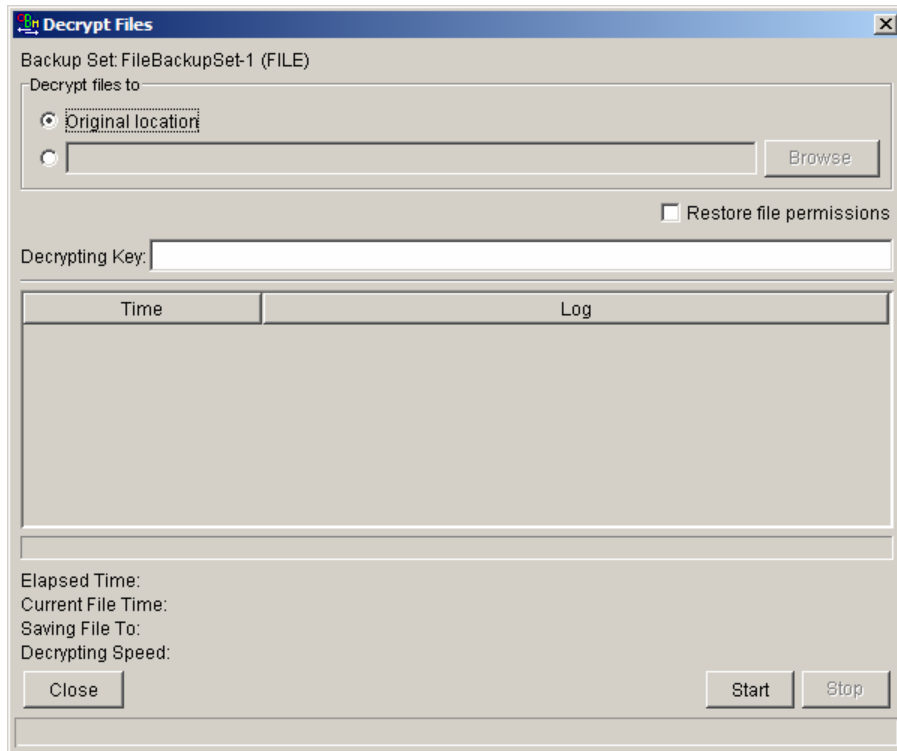 OBM Decrypt Files
Backup Set: FileBackupSet-1 (FILE)
Decrypt files to
Original location
Browse
Restore file permissions
Decrypting Key:
Time Log
Elapsed Time:
Current File Time:
Saving File To:
Decrypting Speed:
Close Start Stop